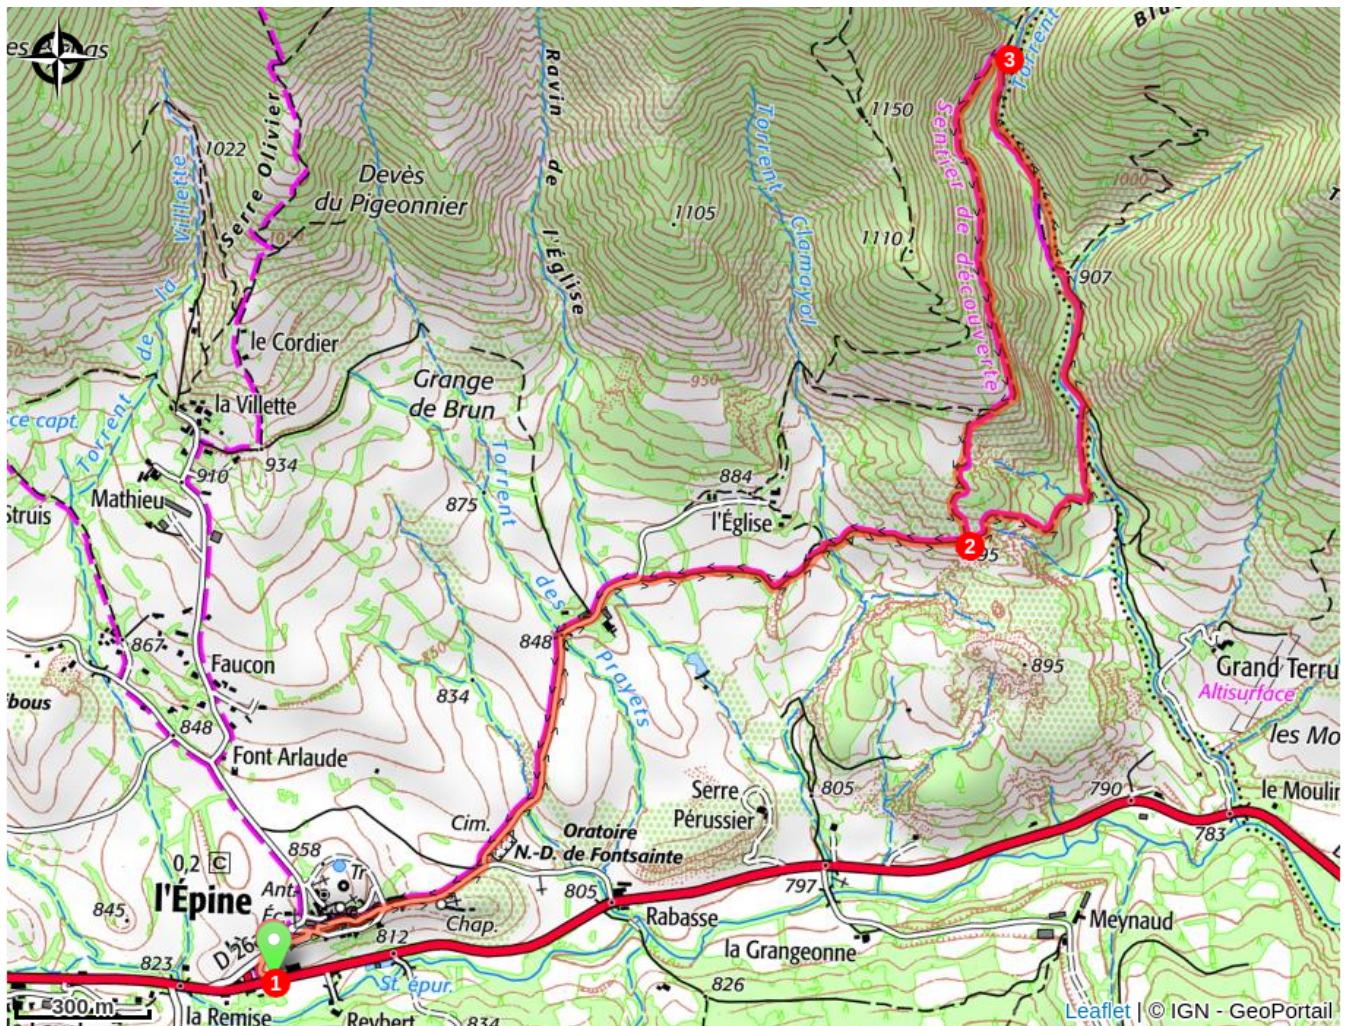 3
Torrent
1150
Sentier de découverte
Ravin de l'Église
Torrent Clamayol
1022
Serre Olivier
Villette
la
de
Torrent
Devès
du Pigeonnier
1105
1110
1000
907
le Cordier
950
Grange
de Brun
la Villette
ce capt.
934
910
884
875
Mathieu
Struis
l'Église
Torrent
des
Prayets
2
95
848
867
Faucon
834
895
Grand Terru
Altisurface
les Mo
848
Font Arlaude
Serre
Pérussier
805
790
le Moulin
783
Cim.
Oratoire
N.-D. de Fontsainte
858
0,2 C
Tr
Ant.
l'Épine
Éc
805
797
845
Chap.
Rabasse
Meynaud
812
D 26
la Grangeonne
823
1
St. épur.
826
300 m
la Remise
Reybert
834
Leaflet | © IGN - GeoPortail